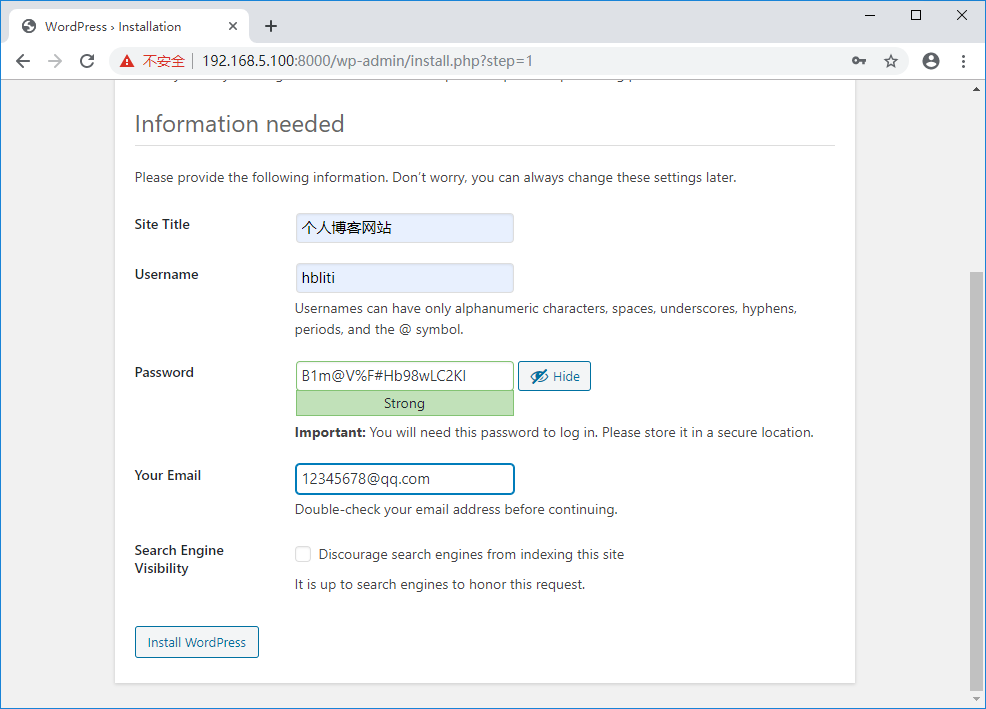 WordPress › Installation
不安全 192.168.5.100:8000/wp-admin/install.php?step=1
Information needed
Please provide the following information. Don’t worry, you can always change these settings later.
Site Title
个人博客网站
Username
hbliti
Usernames can have only alphanumeric characters, spaces, underscores, hyphens,
periods, and the @ symbol.
Password
B1m@V%F#Hb98wLC2KI
Hide
Strong
Important: You will need this password to log in. Please store it in a secure location.
Your Email
12345678@qq.com
Double-check your email address before continuing.
Search Engine
Visibility
Discourage search engines from indexing this site
It is up to search engines to honor this request.
Install WordPress